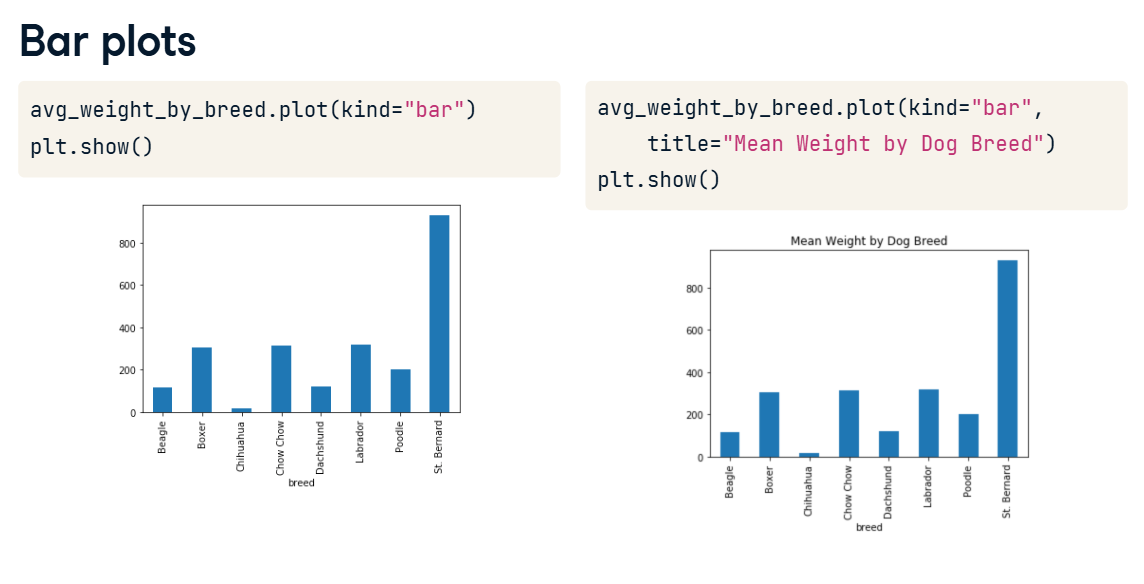 Bar plots
avg_weight_by_breed.plot(kind="bar")
plt.show()
800
600
400
200
0
Beagle
Boxer
Chihuahua
Chow Chow
Dachshund
Labrador
Poodle
St. Bernard
breed
avg_weight_by_breed.plot(kind="bar",
    title="Mean Weight by Dog Breed")
plt.show()
Mean Weight by Dog Breed
800
600
400
200
0
Beagle
Boxer
Chihuahua
Chow Chow
Dachshund
Labrador
Poodle
St. Bernard
breed